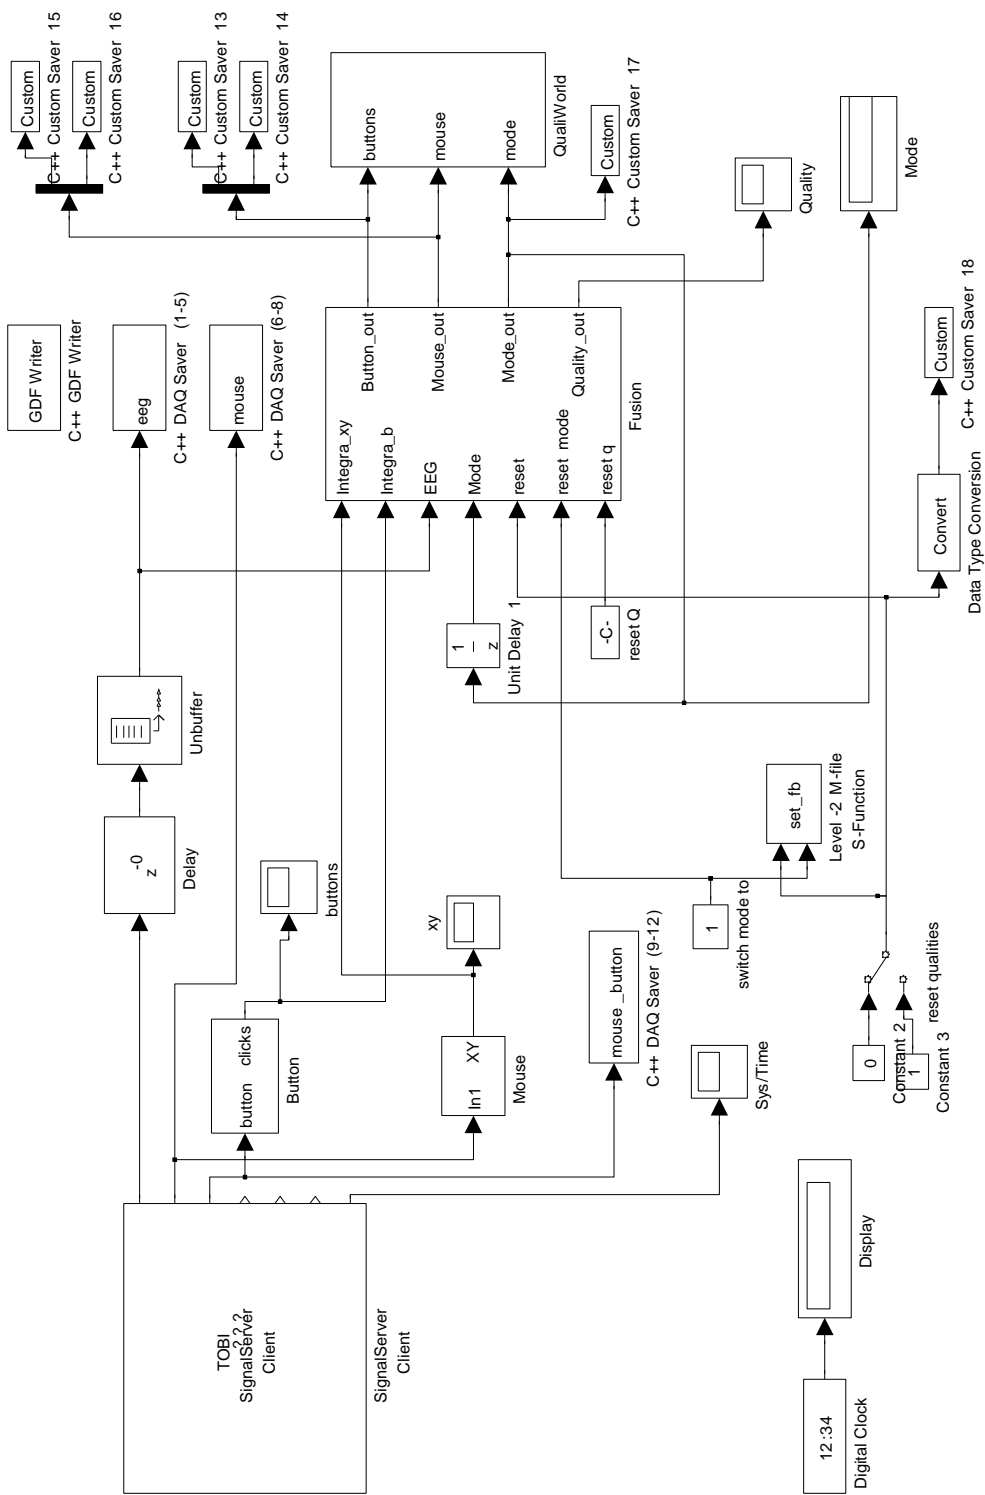 TOBI
? ? ?
SignalServer
Client
SignalServer
Client
12:34
Digital Clock
Display
z
-0
Delay
Unbuffer
GDF Writer
C++ GDF Writer
eeg
C++ DAQ Saver (1-5)
mouse
C++ DAQ Saver (6-8)
button
clicks
Button
buttons
In1
XY
Mouse
xy
mouse _button
C++ DAQ Saver (9-12)
Sys/Time
1
switch mode to
set_fb
Level -2 M-file
S-Function
0
Constant 2
1
Constant 3
reset qualities
1
z
Unit Delay 1
-C-
reset Q
Integra_xy
Integra_b
EEG
Mode
reset
reset mode
reset q
Button_out
Mouse_out
Mode_out
Quality_out
Fusion
Custom
C++ Custom Saver 15
Custom
C++ Custom Saver 16
Custom
C++ Custom Saver 13
Custom
C++ Custom Saver 14
buttons
mouse
mode
QualiWorld
Custom
C++ Custom Saver 17
Quality
Mode
Convert
Data Type Conversion
Custom
C++ Custom Saver 18